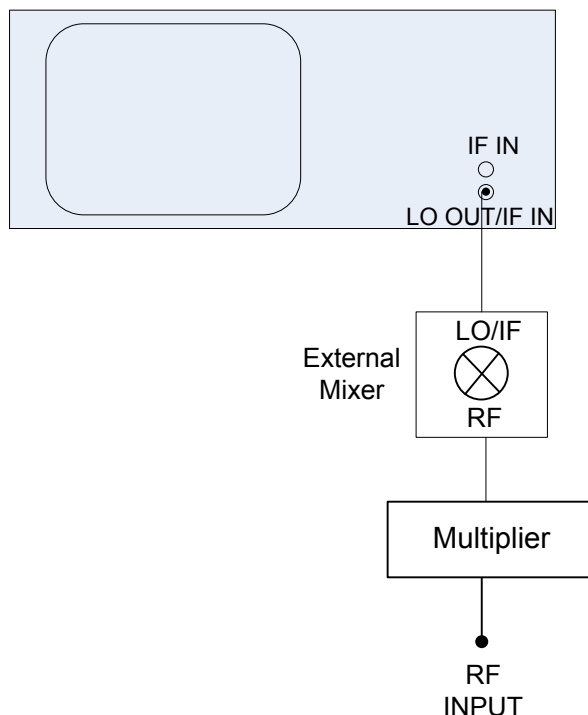 IF IN
LO OUT/IF IN
LO/IF
External
Mixer
RF
Multiplier
RF
INPUT